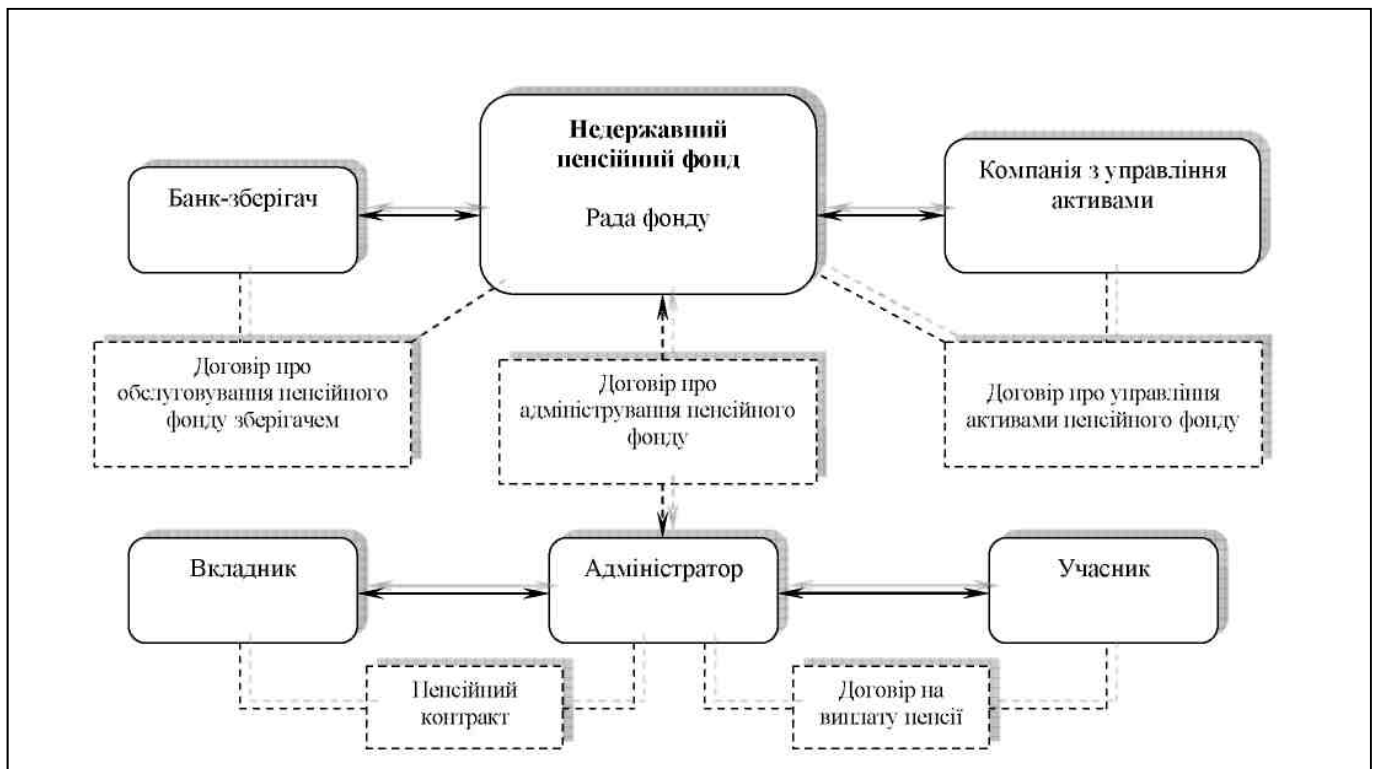 Недержавний
пенсійний фонд
Рада фонду
Банк-зберігач
Компанія з управління
активами
Договір про
обслуговування пенсійного
фонду зберігачем
Договір про
адміністрування пенсійного
фонду
Договір про управління
активами пенсійного фонду
Вкладник
Адміністратор
Учасник
Пенсійний
контракт
Договір на
виплату пенсії